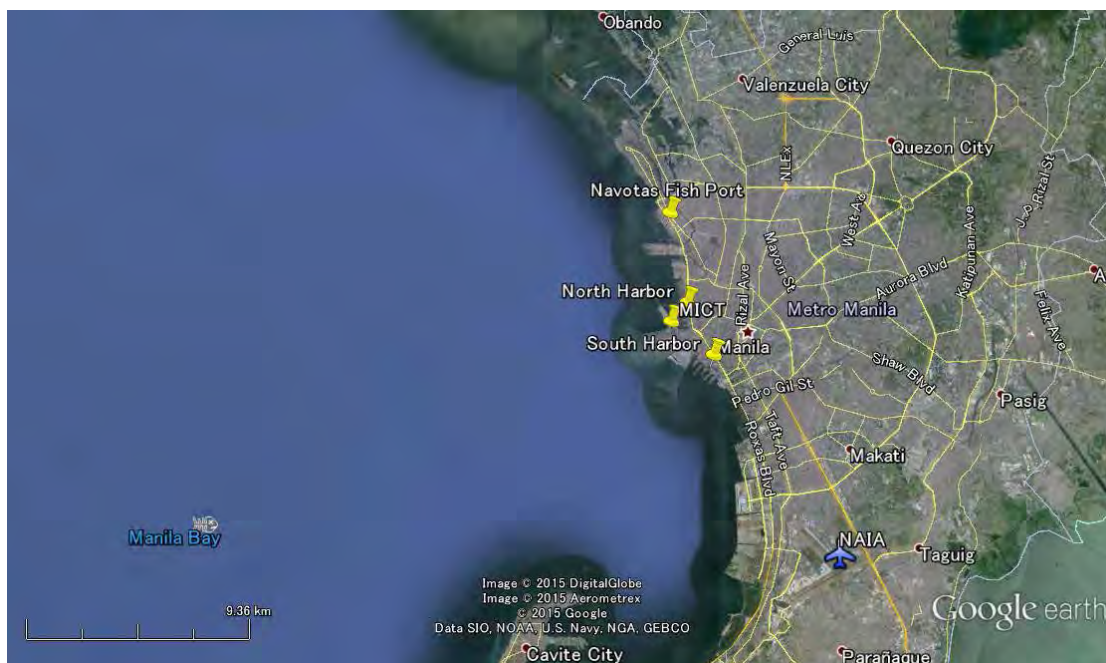 Obando
General Luis
Valenzuela City
NLEx
Quezon City
J. P. Rizal St
Navotas Fish Port
West Ave
Katipunan Ave
Mayon St
Aurora Blvd
A
Rizal Ave
North Harbor
MICT
Metro Manila
Felix Ave
South Harbor
Manila
Shaw Blvd
Pedro Gil St
Pasig
Taft Ave
Roxas Blvd
Makati
Manila Bay
NAIA
Taguig
Image © 2015 DigitalGlobe
Image © 2015 Aerometrex
© 2015 Google
Data SIO, NOAA, U.S. Navy, NGA, GEBCO
9.36 km
Google earth
Cavite City
Parañaque